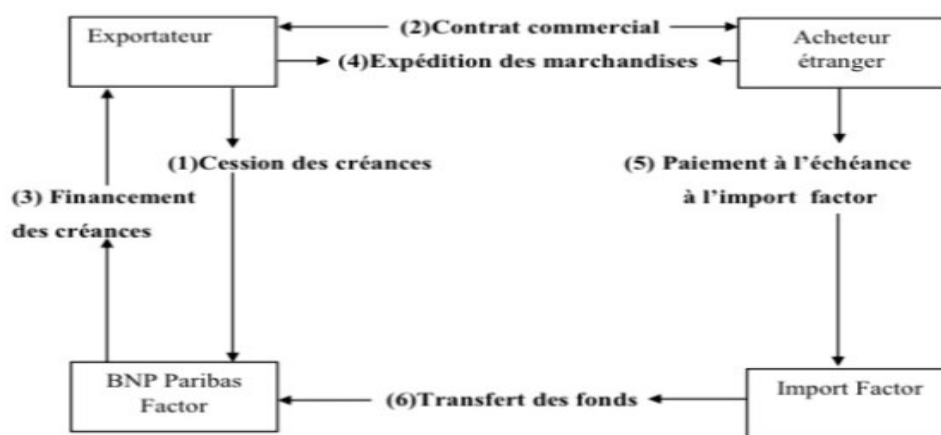 Exportateur
(2)Contrat commercial
Acheteur
étranger
(4)Expédition des marchandises
(1)Cession des créances
(5) Paiement à l'échéance
à l'import factor
(3) Financement
des créances
BNP Paribas
Factor
(6)Transfert des fonds
Import Factor